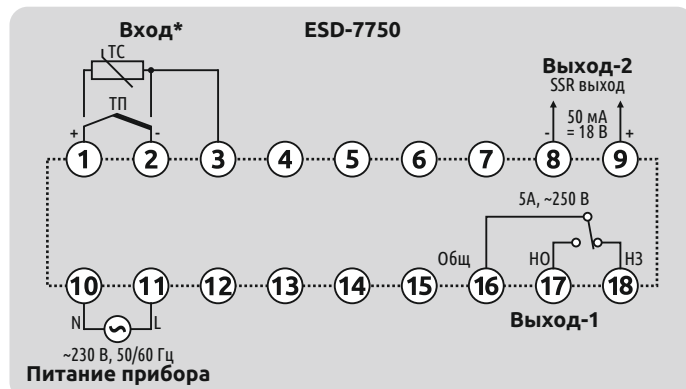 Вход* ESD-7750
ТС
Выход-2
SSR выход
ТП
50 мА
= 18 В
+ - - +
1 2 3 4 5 6 7 8 9
5А, ~250 В
Общ НО НЗ
10 11 12 13 14 15 16 17 18
N L
Выход-1
~230 В, 50/60 Гц
Питание прибора